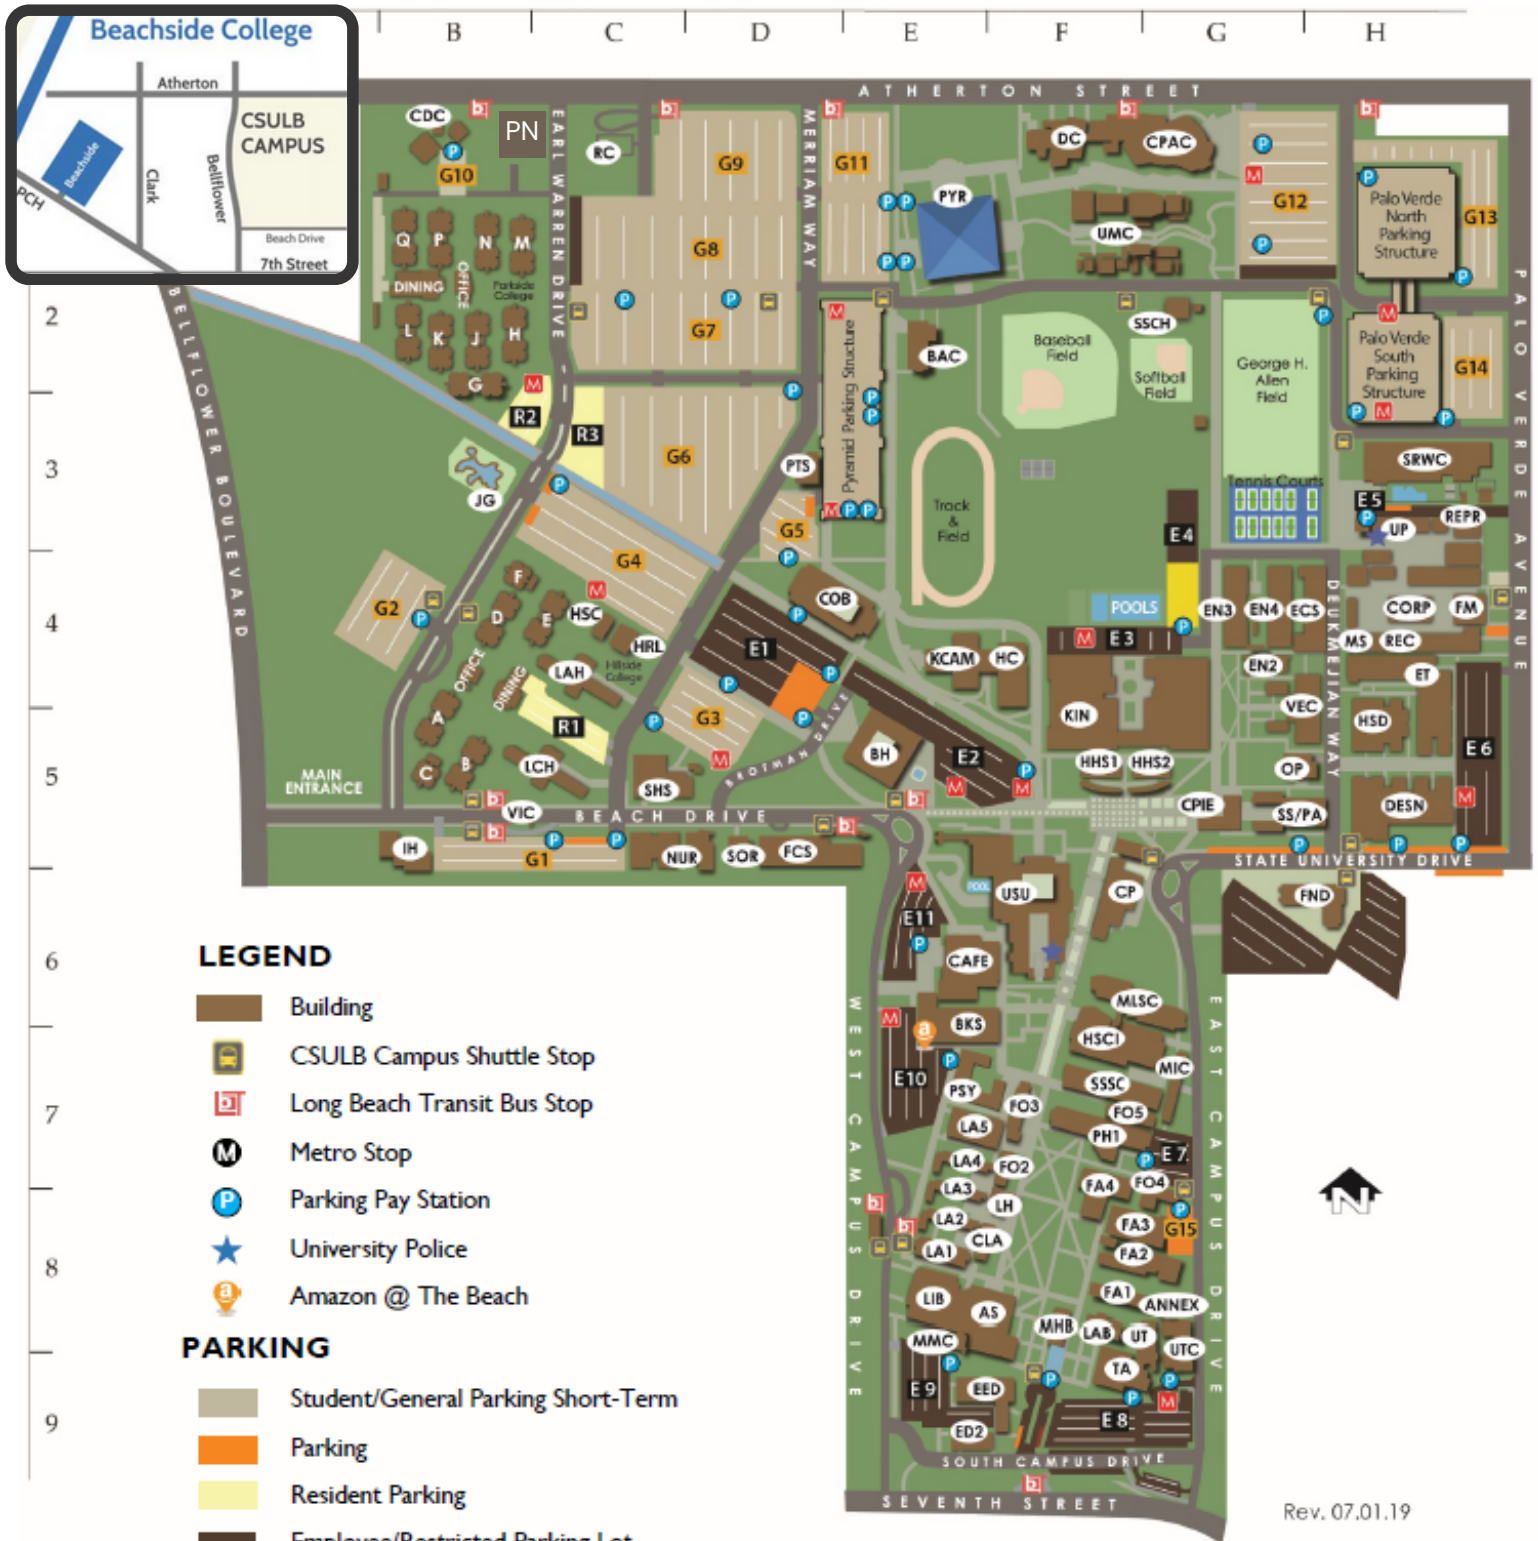 Beachside College
Atherton
CSULB
CAMPUS
Beachside
Clark
Bellflower
PCH
Beach Drive
7th Street
B
C
D
E
F
G
H
2
3
4
5
6
7
8
9
ATHERTON STREET
CDC
PN
RC
EARL WARREN DRIVE
MERRIAM WAY
G9
G11
DC
CPAC
G10
G12
PYR
UMC
Palo Verde
North
Parking
Structure
G13
Q
P
N
M
DINING
OFFICE
Parkside
College
G8
G7
L
K
J
H
G
BELLFLOWER BOULEVARD
PALO VERDE AVENUE
Pyramid Parking Structure
BAC
Baseball
Field
SSCH
Softball
Field
George H.
Allen
Field
Palo Verde
South
Parking
Structure
G14
R2
R3
G6
PTS
JG
Track
&
Field
Tennis Courts
SRWC
E5
UP
REPR
G5
G4
E4
G2
F
D
E
HSC
HRL
Hillside
College
COB
POOLS
E3
EN3
EN4
ECS
DEUKMEJIAN WAY
CORP
FM
MS
REC
E1
KCAM
HC
EN2
ET
OFFICE
DINING
LAH
A
R1
G3
BROTMAN DRIVE
KIN
VEC
HSD
BH
E2
E6
C
B
LCH
SHS
HHS1
HHS2
OP
MAIN
ENTRANCE
VIC
BEACH DRIVE
CPIE
SS/PA
DESN
IH
G1
NUR
SOR
FCS
STATE UNIVERSITY DRIVE
POOL
USU
CP
FND
E11
CAFE
LEGEND
Building
CSULB Campus Shuttle Stop
Long Beach Transit Bus Stop
Metro Stop
Parking Pay Station
University Police
Amazon @ The Beach
PARKING
Student/General Parking Short-Term
Parking
Resident Parking
Employee/Restricted Parking Lot
WEST CAMPUS DRIVE
EAST CAMPUS DRIVE
MLSC
BKS
HSCI
MIC
E10
PSY
SSSC
FO3
FO5
LA5
PH1
E7
LA4
FO2
LA3
FA4
FO4
LH
LA2
FA3
G15
CLA
LA1
FA2
LIB
FA1
ANNEX
AS
MHB
LAB
UT
MMC
UTC
TA
E9
EED
E8
ED2
SOUTH CAMPUS DRIVE
SEVENTH STREET
N
Rev. 07.01.19